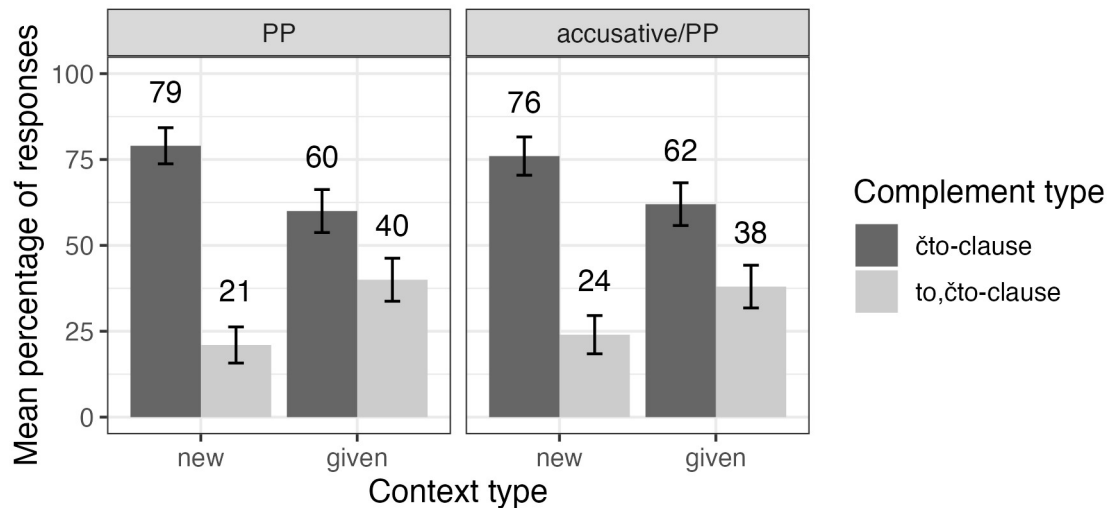 PP
accusative/PP
Mean percentage of responses
100
75
50
25
0
79
21
60
40
76
24
62
38
new
given
new
given
Context type
Complement type
čto-clause
to,čto-clause